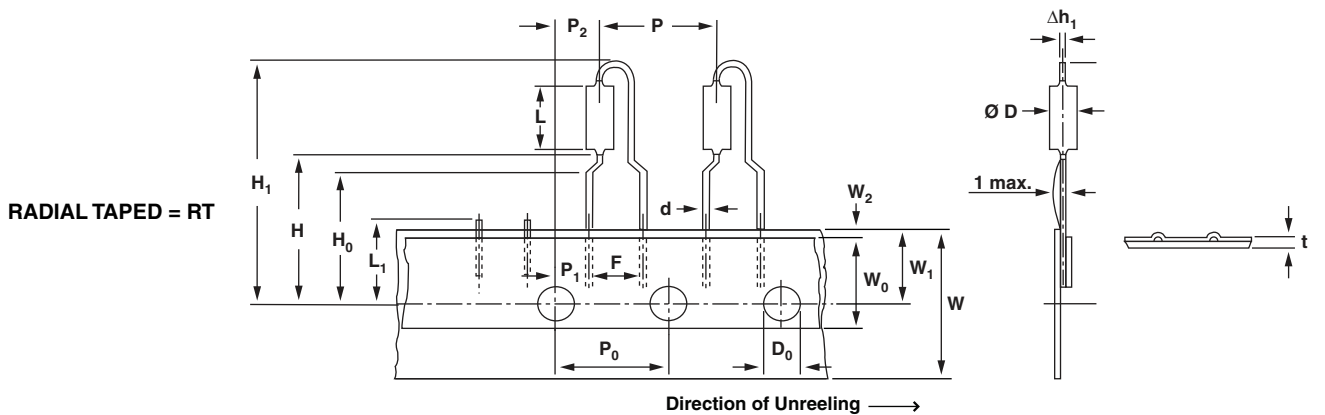 Δh₁
P₂
P
L
Ø D
H₁
H
H₀
L₁
RADIAL TAPED = RT
1 max.
d
W₂
P₁
F
W₀
W₁
W
t
P₀
D₀
Direction of Unreeling